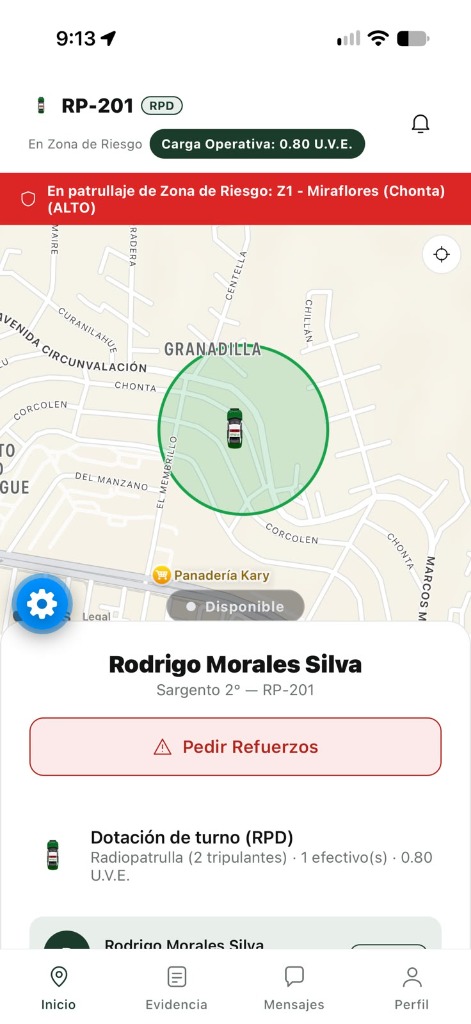 9:13
RP-201 RPD
En Zona de Riesgo Carga Operativa: 0.80 U.V.E.
En patrullaje de Zona de Riesgo: Z1 - Miraflores (Chonta)
(ALTO)
MAIRE
RADERA
CENTELLA
CURANILAHUE
CHILLÁN
AVENIDA CIRCUNVALACIÓN
GRANADILLA
CHONTA
CORCOLEN
DEL MANZANO
EL MEMBRILLO
GUE
CORCOLEN
CHONTA
MARCOS M
Panadería Kary
Disponible
Legal
Rodrigo Morales Silva
Sargento 2° — RP-201
Pedir Refuerzos
Dotación de turno (RPD)
Radiopatrulla (2 tripulantes) · 1 efectivo(s) · 0.80
U.V.E.
Rodrigo Morales Silva
Inicio
Evidencia
Mensajes
Perfil